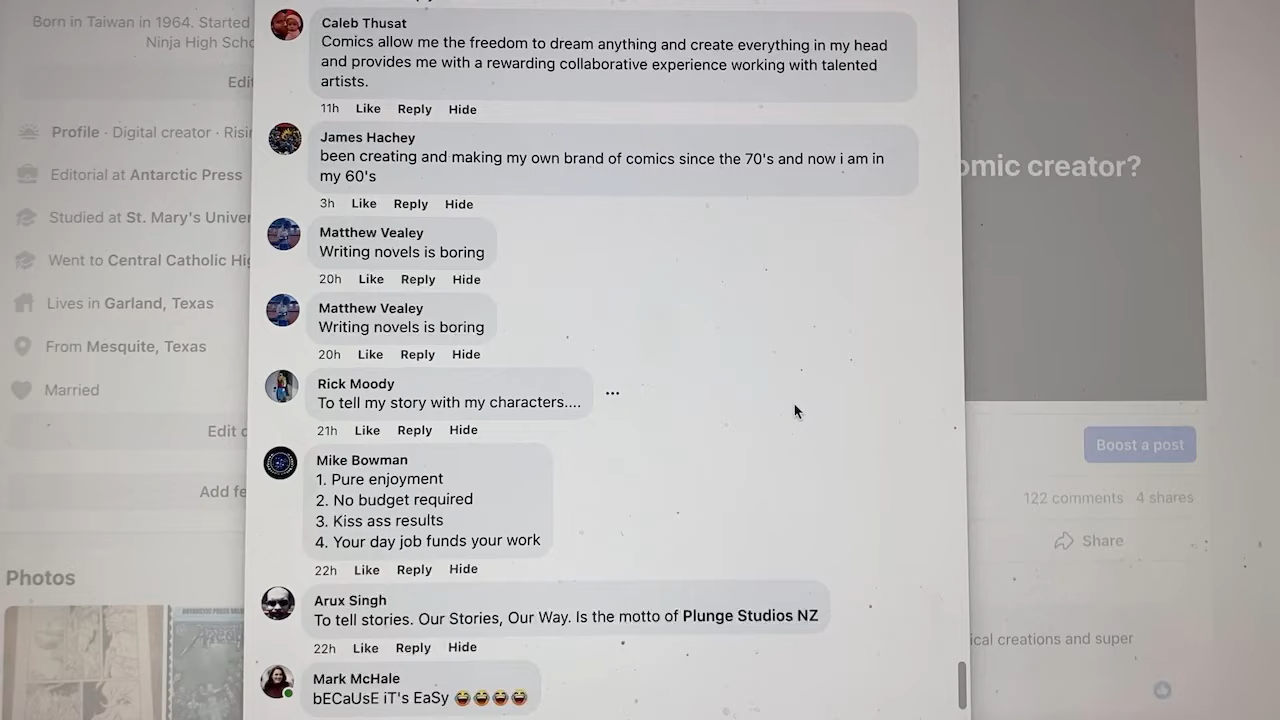 Born in Taiwan in 1964. Started
Ninja High Scho
Edi
Profile · Digital creator · Risi
Editorial at Antarctic Press
Studied at St. Mary's Univer
Went to Central Catholic Hig
Lives in Garland, Texas
From Mesquite, Texas
Married
Edit
Add fe
Photos
Caleb Thusat
Comics allow me the freedom to dream anything and create everything in my head
and provides me with a rewarding collaborative experience working with talented
artists.
11h Like Reply Hide
James Hachey
been creating and making my own brand of comics since the 70's and now i am in
my 60's
3h Like Reply Hide
Matthew Vealey
Writing novels is boring
20h Like Reply Hide
Matthew Vealey
Writing novels is boring
20h Like Reply Hide
Rick Moody
To tell my story with my characters....
21h Like Reply Hide
Mike Bowman
1. Pure enjoyment
2. No budget required
3. Kiss ass results
4. Your day job funds your work
22h Like Reply Hide
Arux Singh
To tell stories. Our Stories, Our Way. Is the motto of Plunge Studios NZ
22h Like Reply Hide
Mark McHale
bECaUsE iT's EaSy 😂😂😂😂
omic creator?
Boost a post
122 comments 4 shares
Share
ical creations and super